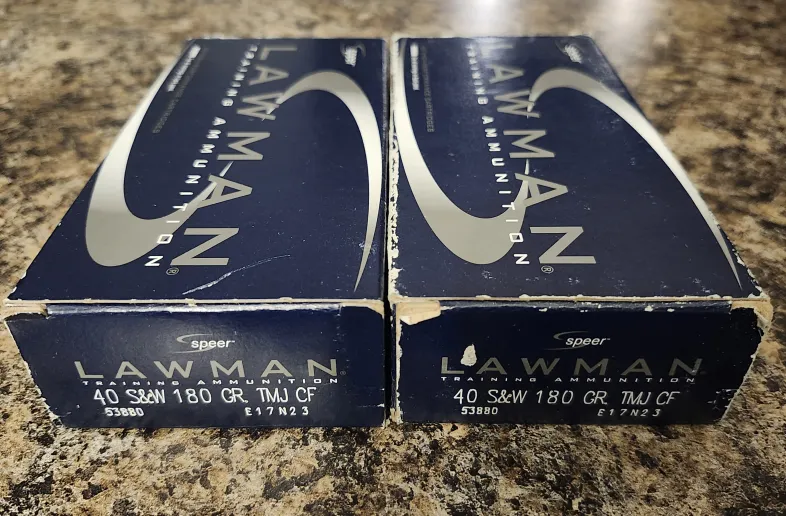 speer
LAWMAN®
TRAINING AMMUNITION
speer
LAWMAN®
TRAINING AMMUNITION
speer
LAWMAN
TRAINING AMMUNITION
40 S&W 180 GR. TMJ CF
53880 E17N23
speer
LAWMAN
TRAINING AMMUNITION
40 S&W 180 GR. TMJ CF
53880 E17N23